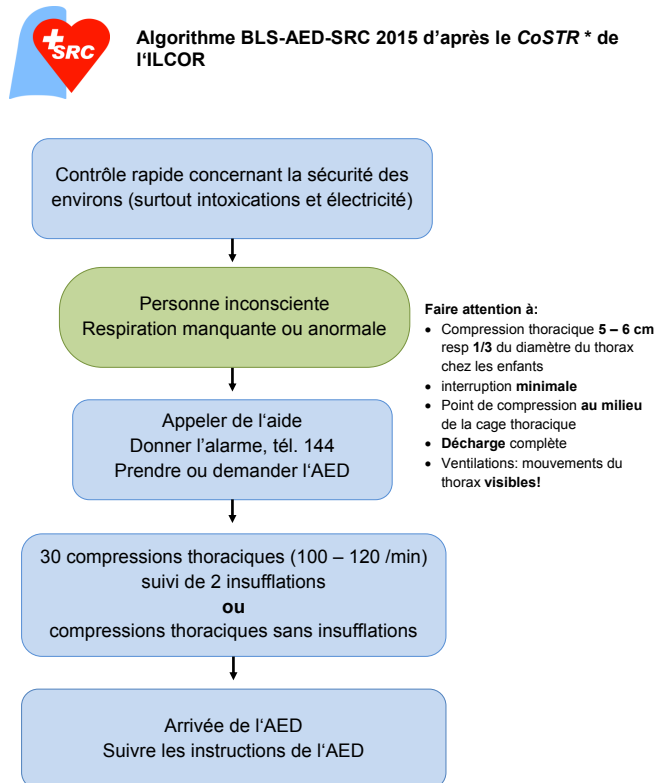 SRC
Algorithme BLS-AED-SRC 2015 d’après le CoSTR * de
l‘ILCOR
Contrôle rapide concernant la sécurité des
environs (surtout intoxications et électricité)
Personne inconsciente
Respiration manquante ou anormale
Faire attention à:
• Compression thoracique 5 – 6 cm
resp 1/3 du diamètre du thorax
chez les enfants
• interruption minimale
• Point de compression au milieu
de la cage thoracique
• Décharge complète
• Ventilations: mouvements du
thorax visibles!
Appeler de l‘aide
Donner l’alarme, tél. 144
Prendre ou demander l‘AED
30 compressions thoraciques (100 – 120 /min)
suivi de 2 insufflations
ou
compressions thoraciques sans insufflations
Arrivée de l‘AED
Suivre les instructions de l‘AED